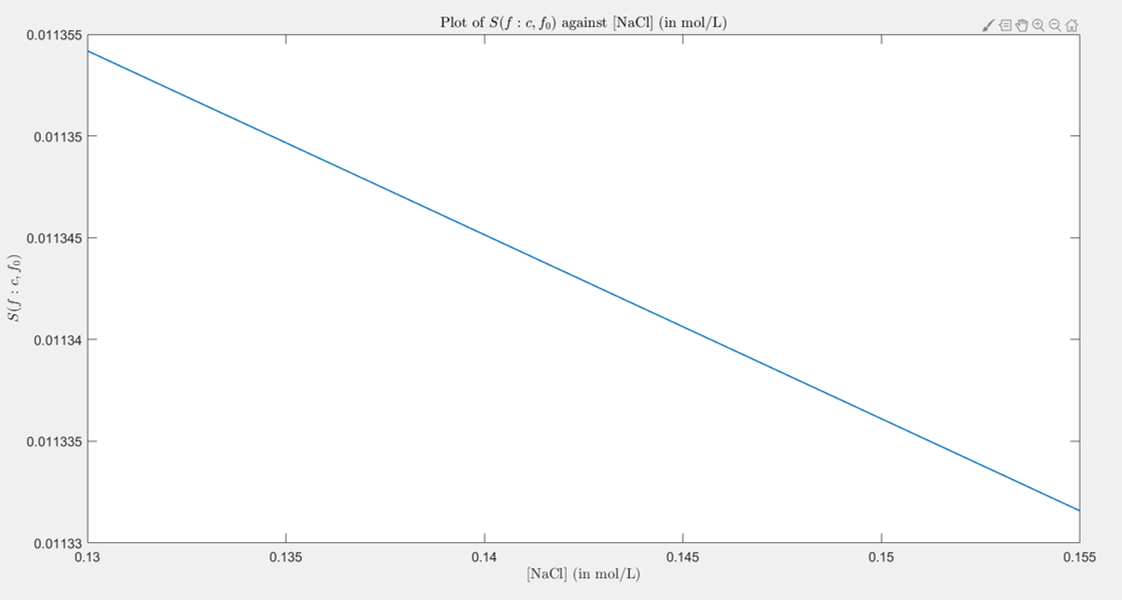 Plot of S(f : c, f₀) against [NaCl] (in mol/L)
0.011355
0.01135
0.011345
0.01134
0.011335
0.01133
S(f : c, f₀)
0.13 0.135 0.14 0.145 0.15 0.155
[NaCl] (in mol/L)